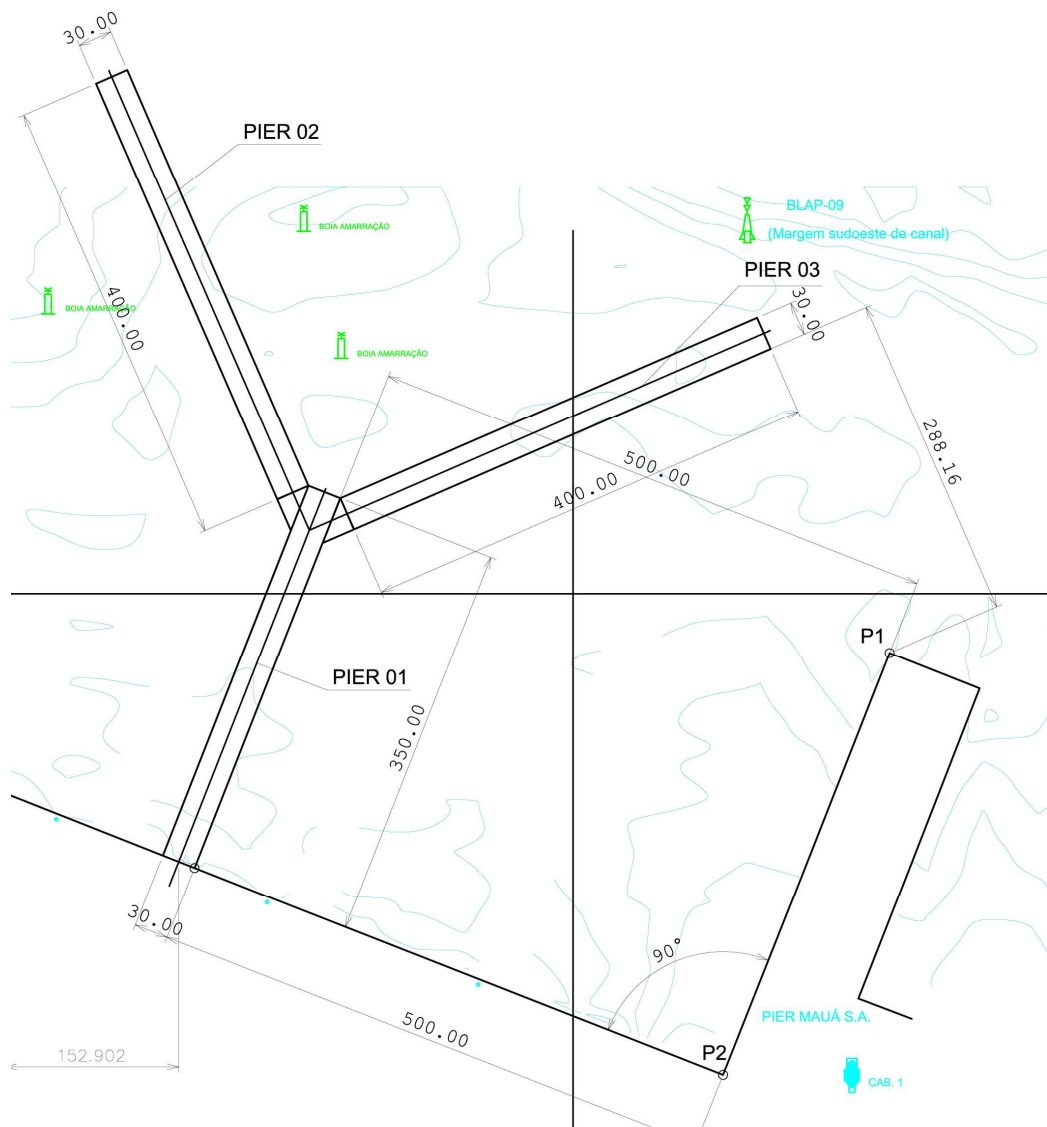 30.00
PIER 02
BLAP-09
BOIA AMARRAÇÃO
(Margem sudoeste de canal)
PIER 03
BOIA AMARRAÇÃO
400.00
30.00
BOIA AMARRAÇÃO
288.16
500.00
400.00
P1
PIER 01
350.00
30.00
90°
PIER MAUÁ S.A.
500.00
152.902
P2
CAB. 1